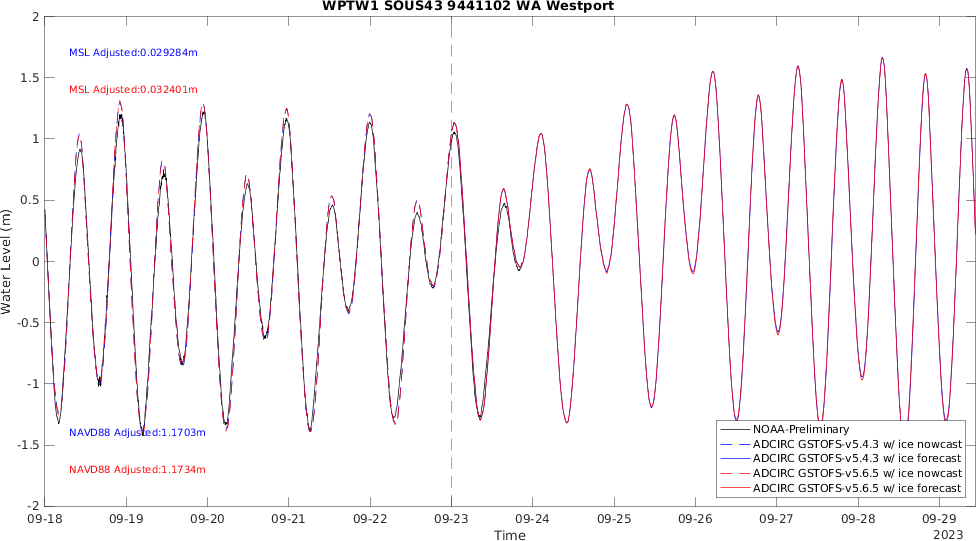 WPTW1 SOUS43 9441102 WA Westport
2
1.5
1
0.5
0
-0.5
-1
-1.5
-2
Water Level (m)
MSL Adjusted:0.029284m
MSL Adjusted:0.032401m
NAVD88 Adjusted:1.1703m
NAVD88 Adjusted:1.1734m
NOAA-Preliminary
ADCIRC GSTOFS-v5.4.3 w/ ice nowcast
ADCIRC GSTOFS-v5.4.3 w/ ice forecast
ADCIRC GSTOFS-v5.6.5 w/ ice nowcast
ADCIRC GSTOFS-v5.6.5 w/ ice forecast
09-18 09-19 09-20 09-21 09-22 09-23 09-24 09-25 09-26 09-27 09-28 09-29
Time
2023